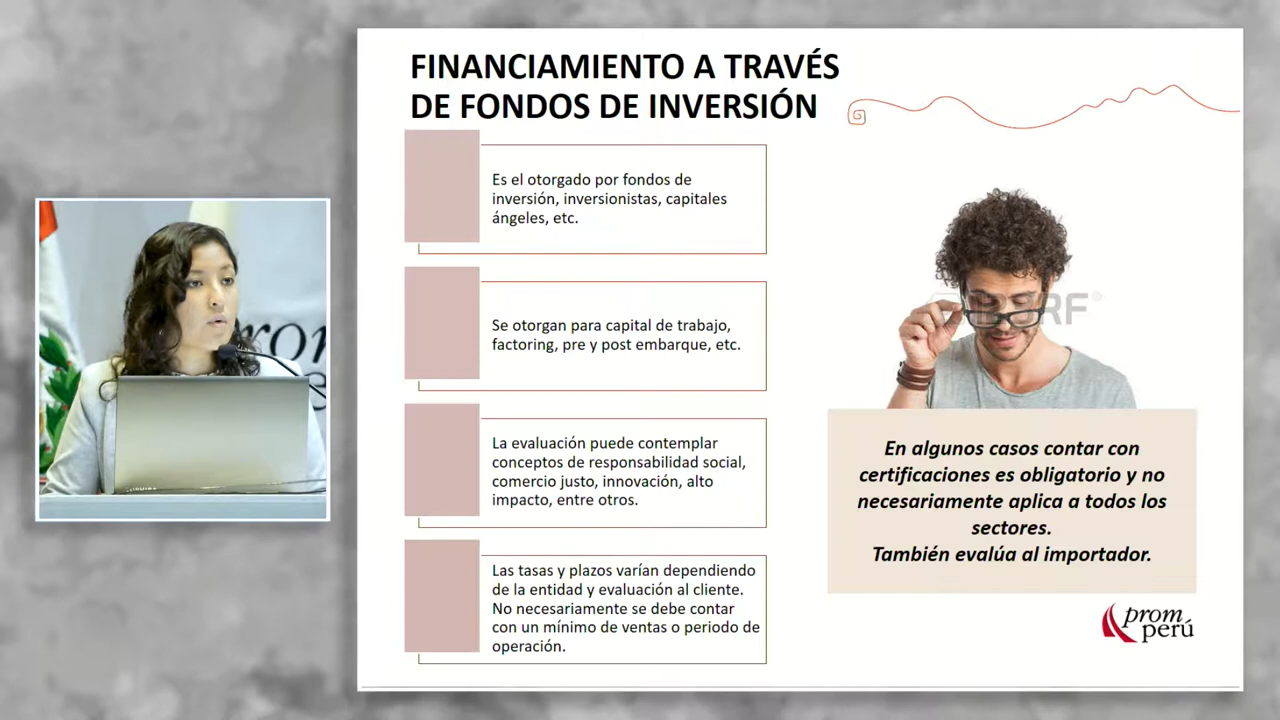 FINANCIAMIENTO A TRAVÉS
DE FONDOS DE INVERSIÓN
Es el otorgado por fondos de
inversión, inversionistas, capitales
ángeles, etc.
Se otorgan para capital de trabajo,
factoring, pre y post embarque, etc.
La evaluación puede contemplar
conceptos de responsabilidad social,
comercio justo, innovación, alto
impacto, entre otros.
Las tasas y plazos varían dependiendo
de la entidad y evaluación al cliente.
No necesariamente se debe contar
con un mínimo de ventas o periodo de
operación.
En algunos casos contar con
certificaciones es obligatorio y no
necesariamente aplica a todos los
sectores.
También evalúa al importador.
prom
perú